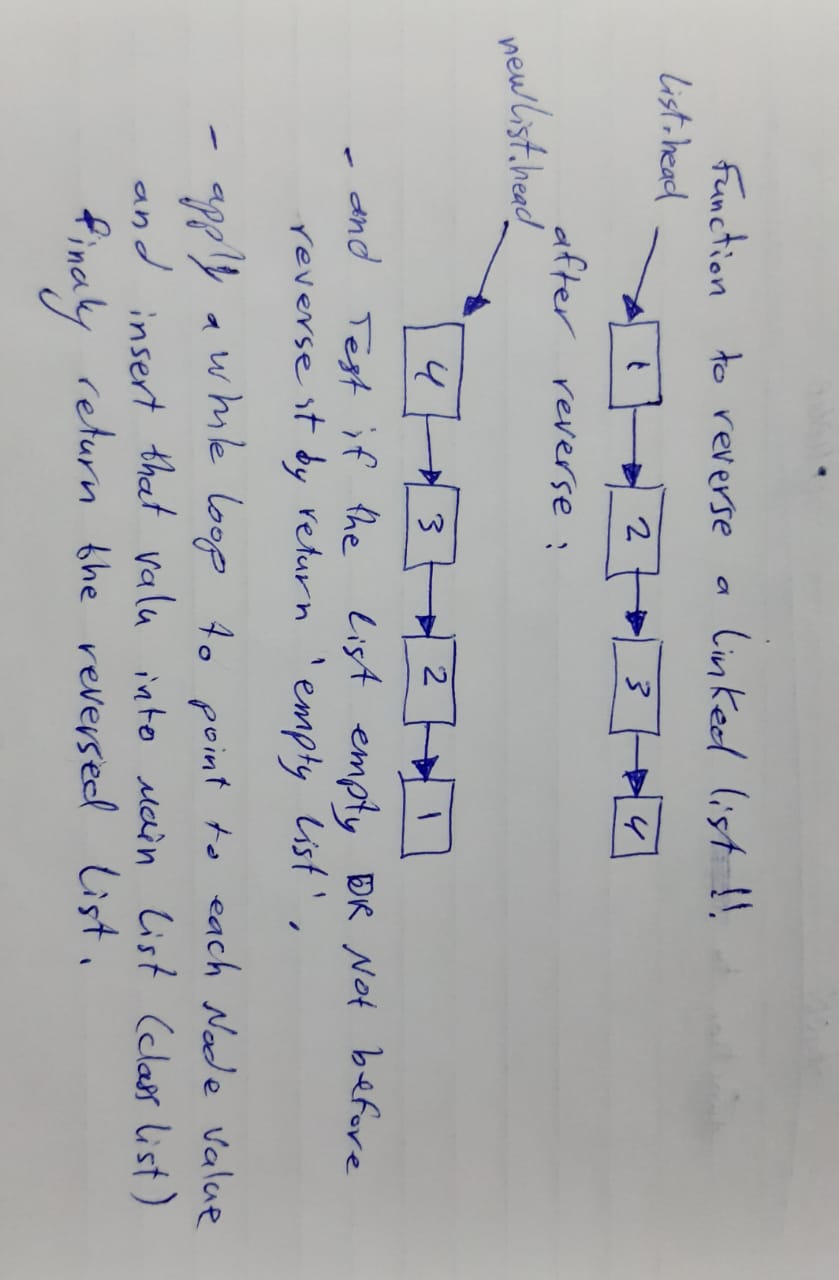 Function to reverse a linked list !!
list.head
1 2 3 4
after reverse :
newlist.head
4 3 2 1
- and Test if the list empty OR Not before
reverse it by return 'empty list'.
- apply a while loop to point to each Node value
and insert that valu into main list (class list)
finaly return the reversed list.